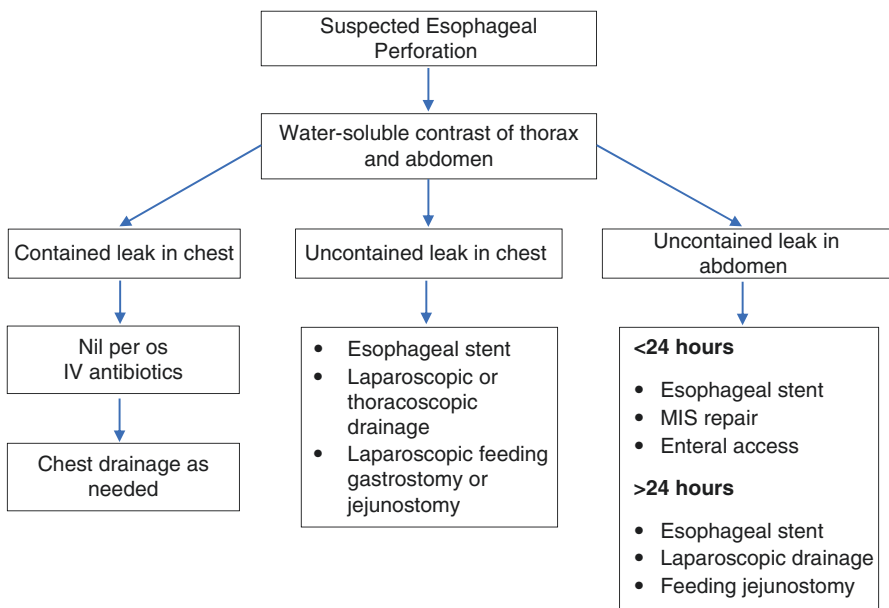 Suspected Esophageal
Perforation
Water-soluble contrast of thorax
and abdomen
Contained leak in chest
Uncontained leak in chest
Uncontained leak in
abdomen
Nil per os
IV antibiotics
Chest drainage as
needed
• Esophageal stent
• Laparoscopic or
thoracoscopic
drainage
• Laparoscopic feeding
gastrostomy or
jejunostomy
<24 hours
• Esophageal stent
• MIS repair
• Enteral access
>24 hours
• Esophageal stent
• Laparoscopic drainage
• Feeding jejunostomy